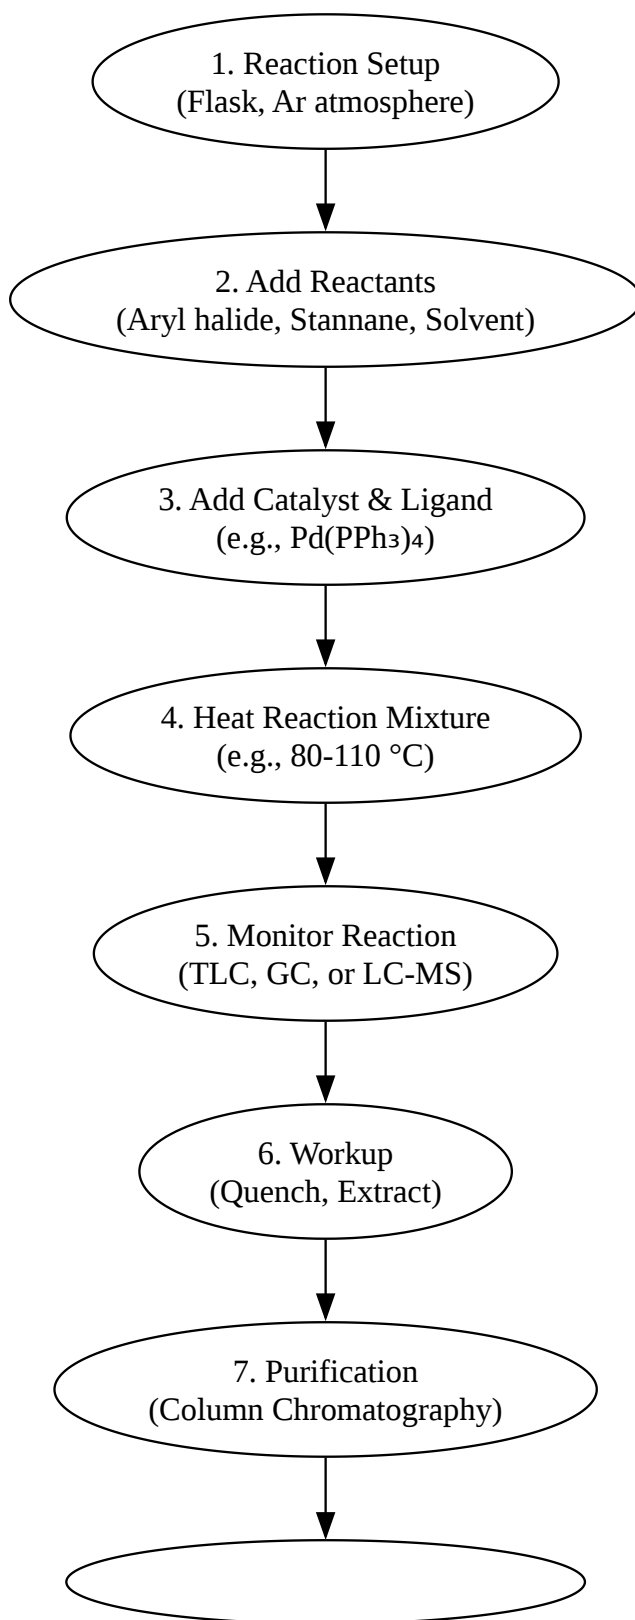 1. Reaction Setup
(Flask, Ar atmosphere)
2. Add Reactants
(Aryl halide, Stannane, Solvent)
3. Add Catalyst & Ligand
(e.g., Pd(PPh₃)₄)
4. Heat Reaction Mixture
(e.g., 80-110 °C)
5. Monitor Reaction
(TLC, GC, or LC-MS)
6. Workup
(Quench, Extract)
7. Purification
(Column Chromatography)